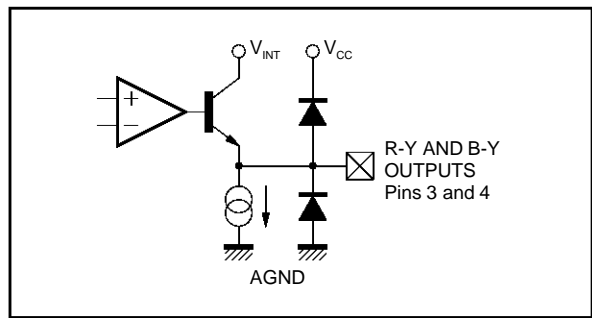 V_INT
V_CC
+
−
R-Y AND B-Y
OUTPUTS
Pins 3 and 4
AGND